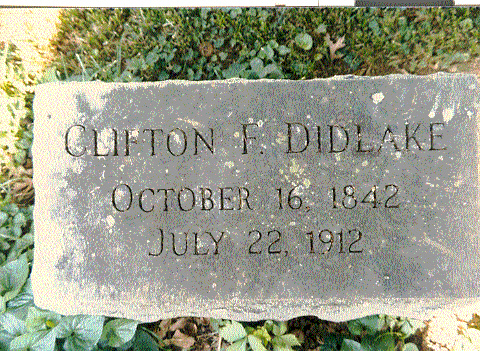 CLIFTON F. DIDLAKE
OCTOBER 16, 1842
JULY 22, 1912